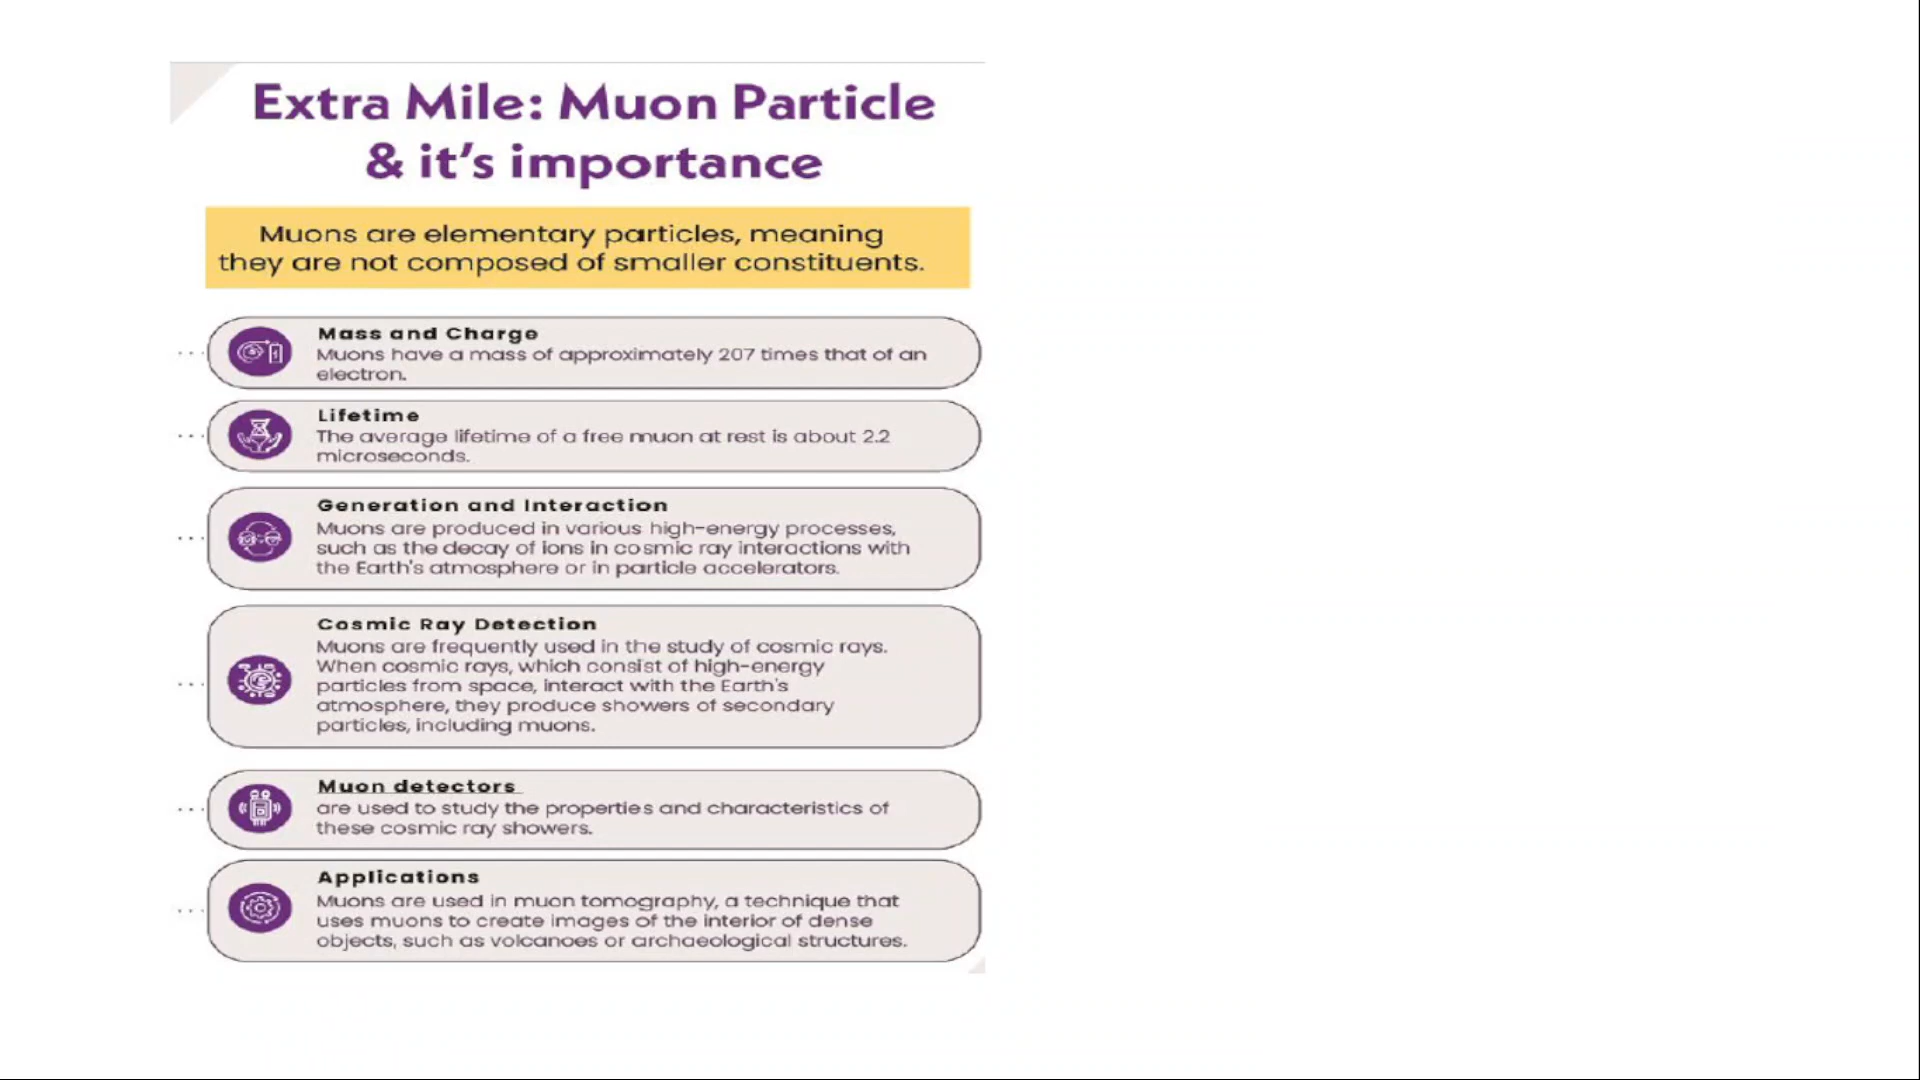 Extra Mile: Muon Particle
& it's importance
Muons are elementary particles, meaning
they are not composed of smaller constituents.
Mass and Charge
Muons have a mass of approximately 207 times that of an
electron.
Lifetime
The average lifetime of a free muon at rest is about 2.2
microseconds.
Generation and Interaction
Muons are produced in various high-energy processes,
such as the decay of ions in cosmic ray interactions with
the Earth's atmosphere or in particle accelerators.
Cosmic Ray Detection
Muons are frequently used in the study of cosmic rays.
When cosmic rays, which consist of high-energy
particles from space, interact with the Earth's
atmosphere, they produce showers of secondary
particles, including muons.
Muon detectors
are used to study the properties and characteristics of
these cosmic ray showers.
Applications
Muons are used in muon tomography, a technique that
uses muons to create images of the interior of dense
objects, such as volcanoes or archaeological structures.